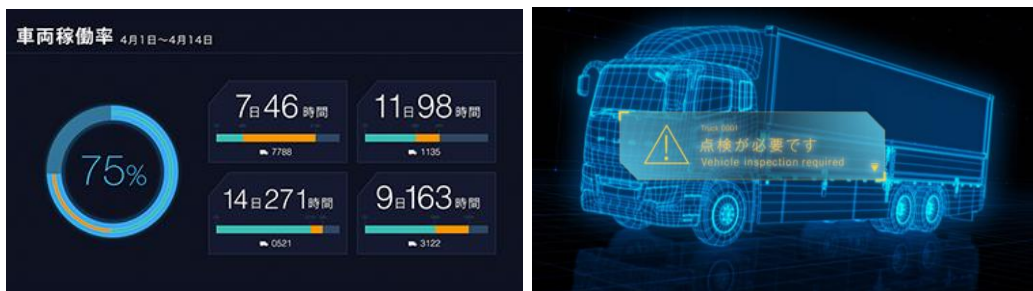 車両稼働率 4月1日~4月14日
75%
7日46時間
7788
11日98時間
1135
14日271時間
0521
9日163時間
3122
Truck 0001
点検が必要です
Vehicle inspection required